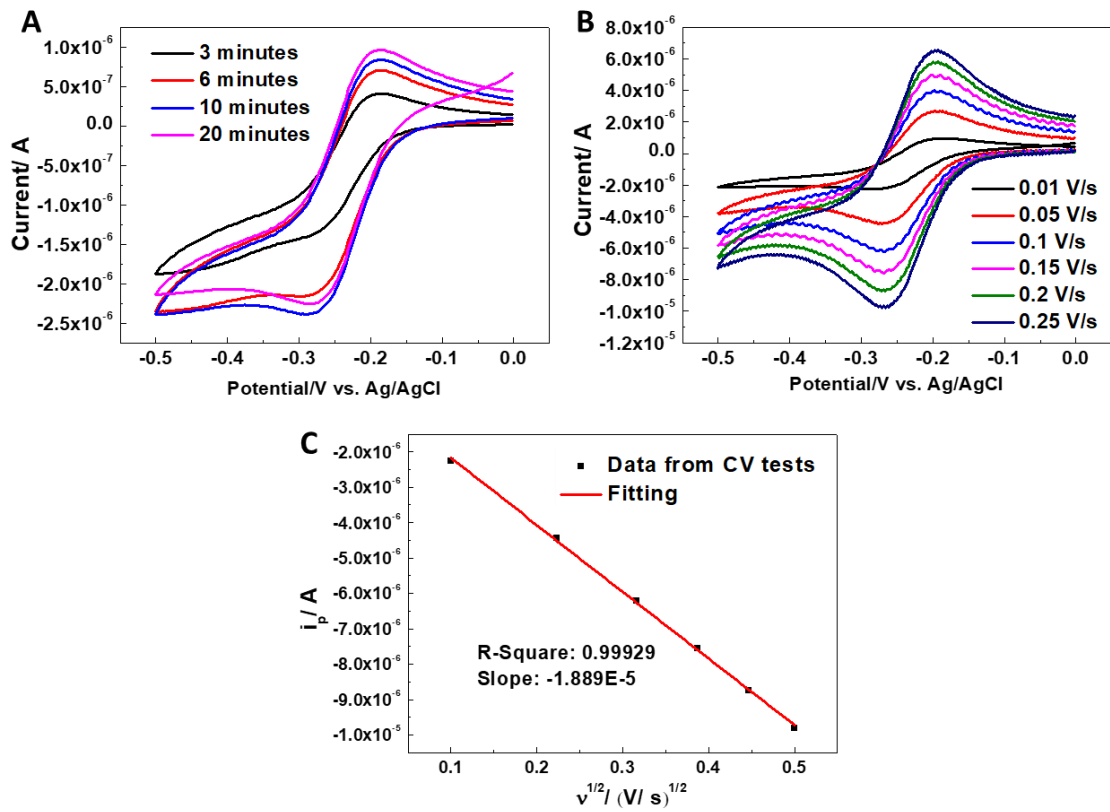 A
3 minutes
6 minutes
10 minutes
20 minutes
1.0x10⁻⁶
5.0x10⁻⁷
0.0
-5.0x10⁻⁷
-1.0x10⁻⁶
-1.5x10⁻⁶
-2.0x10⁻⁶
-2.5x10⁻⁶
Current/ A
-0.5 -0.4 -0.3 -0.2 -0.1 0.0
Potential/V vs. Ag/AgCl
B
8.0x10⁻⁶
6.0x10⁻⁶
4.0x10⁻⁶
2.0x10⁻⁶
0.0
-2.0x10⁻⁶
-4.0x10⁻⁶
-6.0x10⁻⁶
-8.0x10⁻⁶
-1.0x10⁻⁵
-1.2x10⁻⁵
Current/ A
0.01 V/s
0.05 V/s
0.1 V/s
0.15 V/s
0.2 V/s
0.25 V/s
-0.5 -0.4 -0.3 -0.2 -0.1 0.0
Potential/V vs. Ag/AgCl
C
-2.0x10⁻⁶
-3.0x10⁻⁶
-4.0x10⁻⁶
-5.0x10⁻⁶
-6.0x10⁻⁶
-7.0x10⁻⁶
-8.0x10⁻⁶
-9.0x10⁻⁶
-1.0x10⁻⁵
iₚ/ A
Data from CV tests
Fitting
R-Square: 0.99929
Slope: -1.889E-5
0.1 0.2 0.3 0.4 0.5
ν¹ᐟ²/ (V/ s)¹ᐟ²